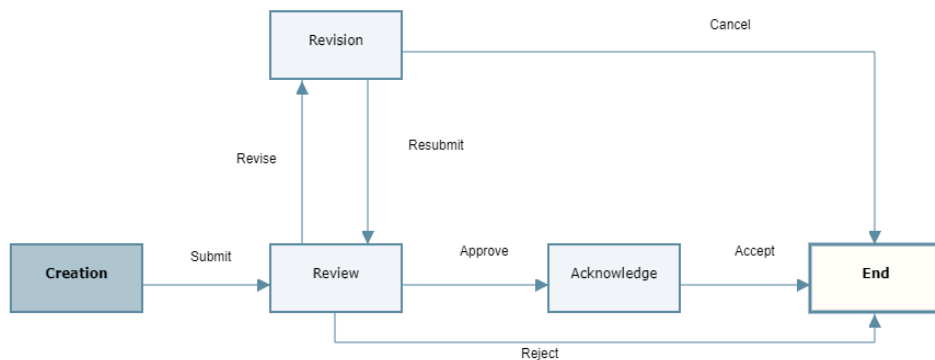 Revision
Cancel
Revise
Resubmit
Creation
Submit
Review
Approve
Acknowledge
Accept
End
Reject